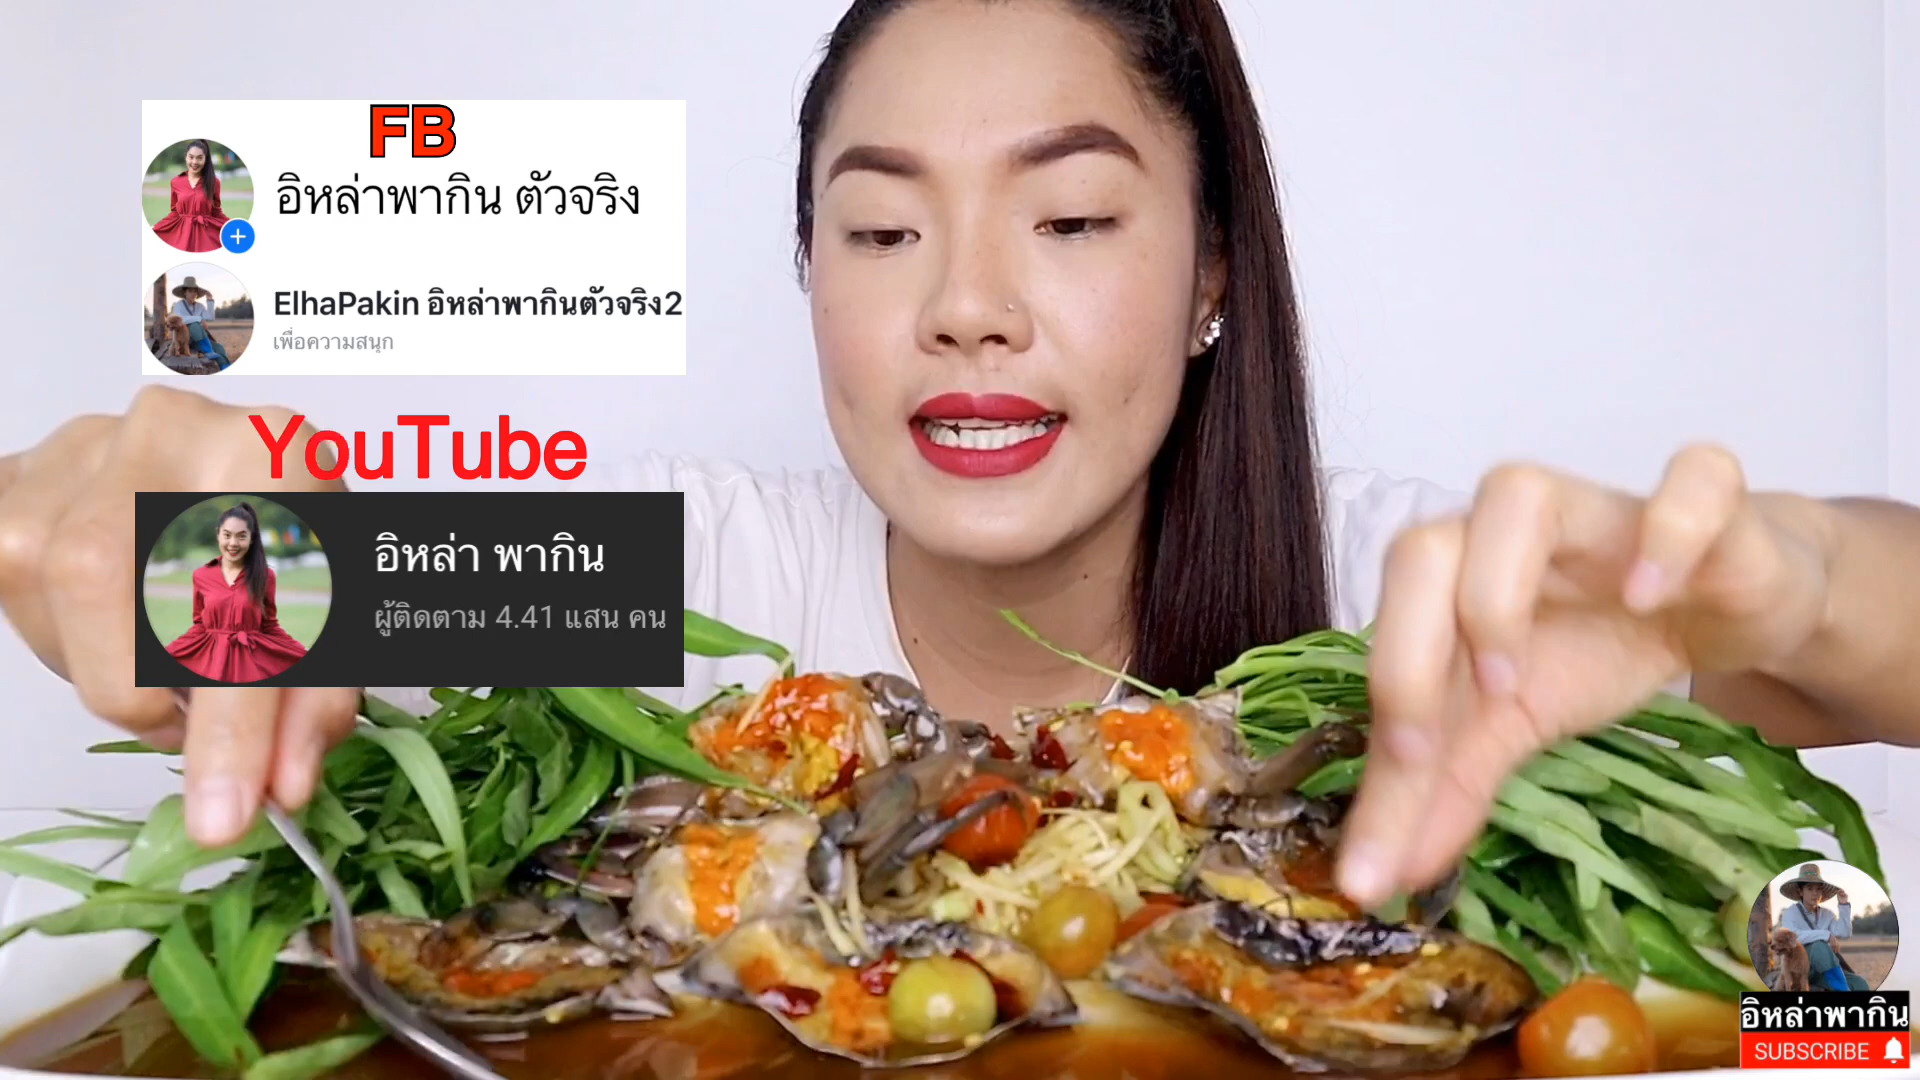 FB
อิหล่าพากิน ตัวจริง
ElhaPakin อิหล่าพากินตัวจริง2
เพื่อความสนุก
YouTube
อิหล่า พากิน
ผู้ติดตาม 4.41 แสน คน
อิหล่าพากิน
SUBSCRIBE